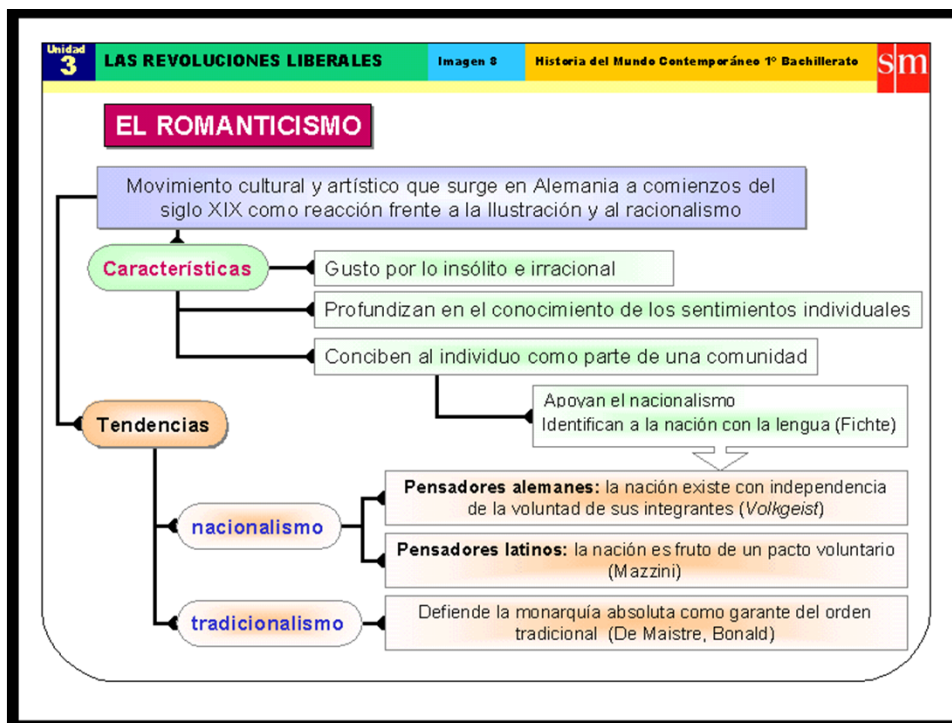 Unidad
3
LAS REVOLUCIONES LIBERALES
Imagen 8
Historia del Mundo Contemporáneo 1º Bachillerato
sm
EL ROMANTICISMO
Movimiento cultural y artístico que surge en Alemania a comienzos del
siglo XIX como reacción frente a la Ilustración y al racionalismo
Características
Gusto por lo insólito e irracional
Profundizan en el conocimiento de los sentimientos individuales
Conciben al individuo como parte de una comunidad
Apoyan el nacionalismo
Identifican a la nación con la lengua (Fichte)
Tendencias
nacionalismo
Pensadores alemanes: la nación existe con independencia
de la voluntad de sus integrantes (Volkgeist)
Pensadores latinos: la nación es fruto de un pacto voluntario
(Mazzini)
tradicionalismo
Defiende la monarquía absoluta como garante del orden
tradicional (De Maistre, Bonald)